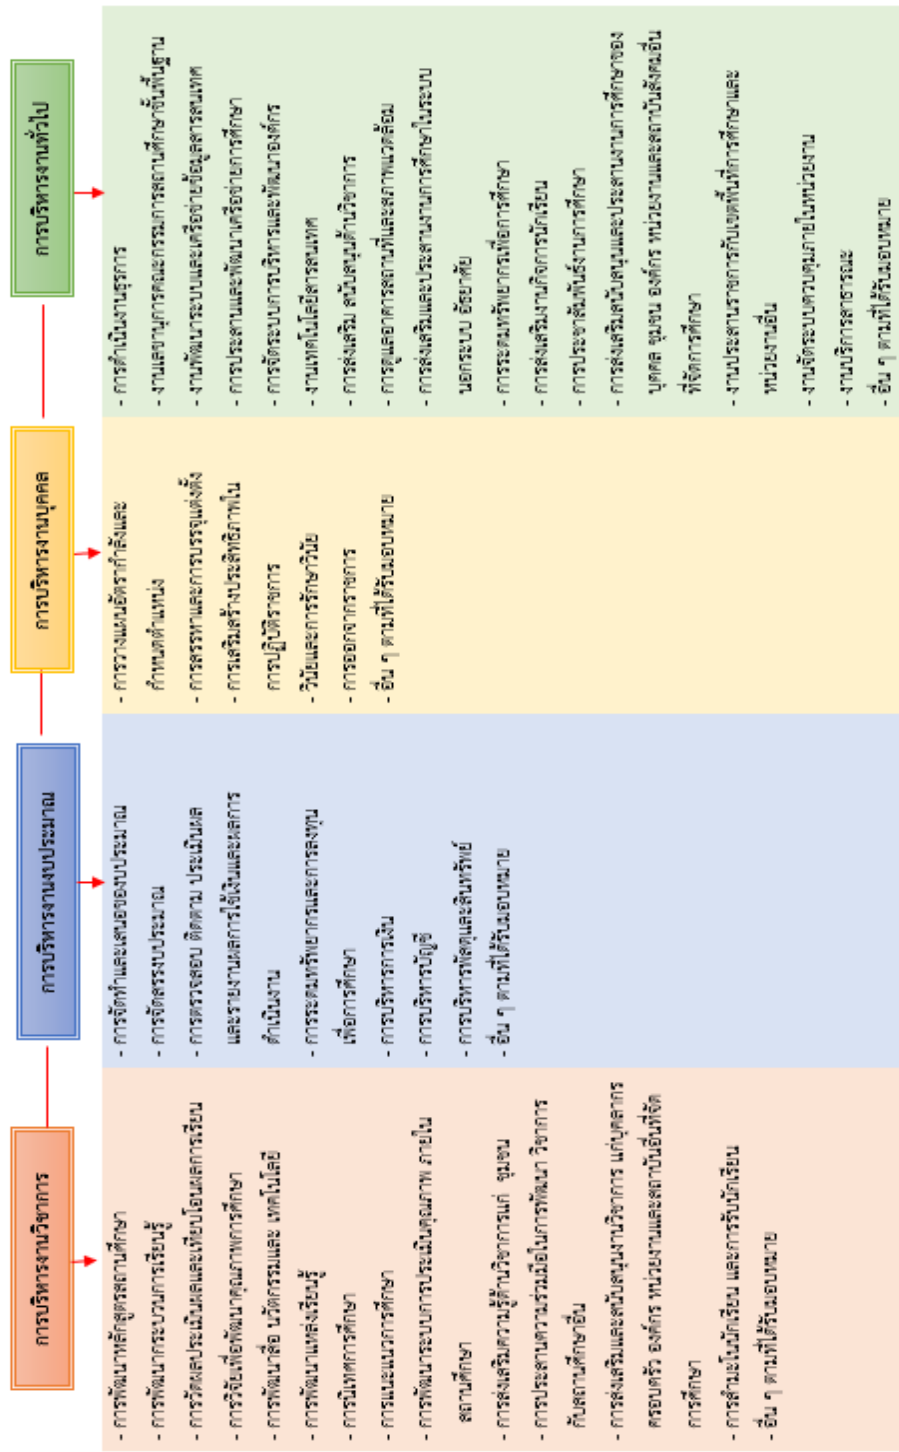 การบริหารงานวิชาการ
- การพัฒนาหลักสูตรสถานศึกษา
- การพัฒนากระบวนการเรียนรู้
- การวัดผลประเมินผลและเทียบโอนผลการเรียน
- การวิจัยเพื่อพัฒนาคุณภาพการศึกษา
- การพัฒนาสื่อ นวัตกรรมและ เทคโนโลยี
- การพัฒนาแหล่งเรียนรู้
- การนิเทศการศึกษา
- การแนะแนวการศึกษา
- การพัฒนาระบบการประเมินคุณภาพ ภายใน
สถานศึกษา
- การส่งเสริมความรู้ด้านวิชาการแก่ ชุมชน
- การประสานความร่วมมือในการพัฒนา วิชาการ
กับสถานศึกษาอื่น
- การส่งเสริมและสนับสนุนงานวิชาการ แก่บุคลากร
ครอบครัว องค์กร หน่วยงานและสถาบันอื่นที่จัด
การศึกษา
- การสำมะโนนักเรียน และการรับนักเรียน
- อื่น ๆ ตามที่ได้รับมอบหมาย
การบริหารงานงบประมาณ
- การจัดทำและเสนอของบประมาณ
- การจัดสรรงบประมาณ
- การตรวจสอบ ติดตาม ประเมินผล
และรายงานผลการใช้เงินและผลการ
ดำเนินงาน
- การระดมทรัพยากรและการลงทุน
เพื่อการศึกษา
- การบริหารการเงิน
- การบริหารบัญชี
- การบริหารพัสดุและสินทรัพย์
- อื่น ๆ ตามที่ได้รับมอบหมาย
การบริหารงานบุคคล
- การวางแผนอัตรากำลังและ
กำหนดตำแหน่ง
- การสรรหาและการบรรจุแต่งตั้ง
- การเสริมสร้างประสิทธิภาพใน
การปฏิบัติราชการ
- วินัยและการรักษาวินัย
- การออกจากราชการ
- อื่น ๆ ตามที่ได้รับมอบหมาย
การบริหารงานทั่วไป
- การดำเนินงานธุรการ
- งานเลขานุการคณะกรรมการสถานศึกษาขั้นพื้นฐาน
- งานพัฒนาระบบและเครือข่ายข้อมูลสารสนเทศ
- การประสานและพัฒนาเครือข่ายการศึกษา
- การจัดระบบการบริหารและพัฒนาองค์กร
- งานเทคโนโลยีสารสนเทศ
- การส่งเสริม สนับสนุนด้านวิชาการ
- การดูแลอาคารสถานที่และสภาพแวดล้อม
- การส่งเสริมและประสานงานการศึกษาในระบบ
นอกระบบ อัธยาศัย
- การระดมทรัพยากรเพื่อการศึกษา
- การส่งเสริมงานกิจการนักเรียน
- การประชาสัมพันธ์งานการศึกษา
- การส่งเสริมสนับสนุนและประสานงานการศึกษาของ
บุคคล ชุมชน องค์กร หน่วยงานและสถาบันสังคมอื่น
ที่จัดการศึกษา
- งานประสานราชการกับเขตพื้นที่การศึกษาและ
หน่วยงานอื่น
- งานจัดระบบควบคุมภายในหน่วยงาน
- งานบริการสาธารณะ
- อื่น ๆ ตามที่ได้รับมอบหมาย